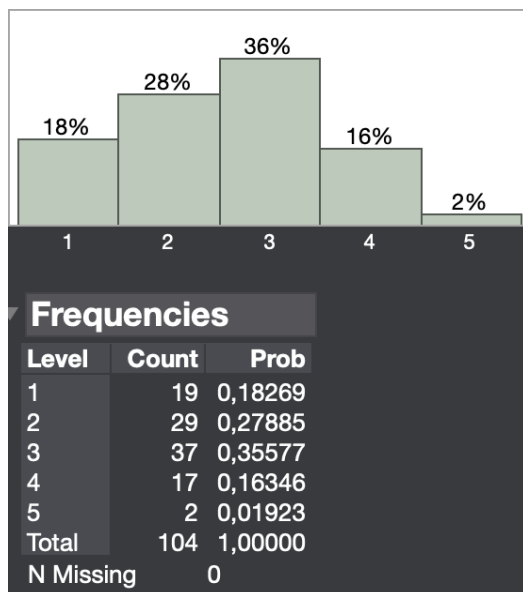 36%
28%
18%
16%
2%
1 2 3 4 5
Frequencies
Level Count Prob
1 19 0,18269
2 29 0,27885
3 37 0,35577
4 17 0,16346
5 2 0,01923
Total 104 1,00000
N Missing 0